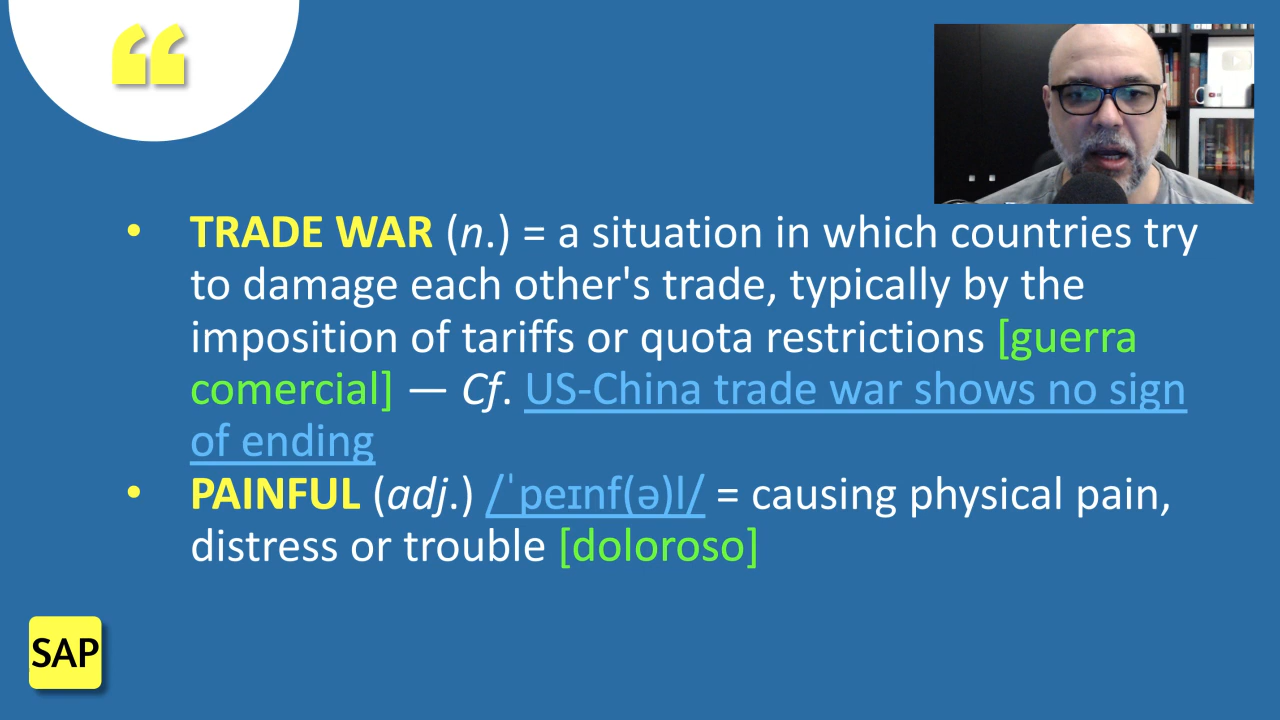 “
• TRADE WAR (n.) = a situation in which countries try
to damage each other's trade, typically by the
imposition of tariffs or quota restrictions [guerra
comercial] — Cf. US-China trade war shows no sign
of ending
• PAINFUL (adj.) /ˈpeɪnf(ə)l/ = causing physical pain,
distress or trouble [doloroso]
SAP